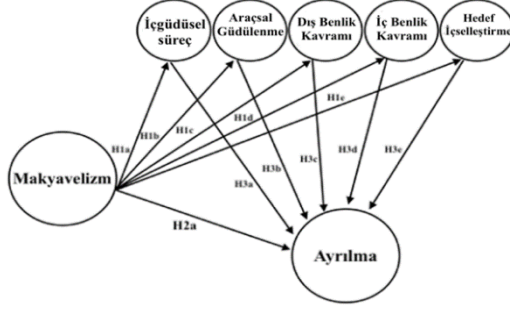 İçgüdüsel
süreç
Araçsal
Güdülenme
Dış Benlik
Kavramı
İç Benlik
Kavramı
Hedef
İçselleştirme
H1a
H1b
H1c
H1d
H1e
Makyavelizm
H3a
H3b
H3c
H3d
H3e
H2a
Ayrılma